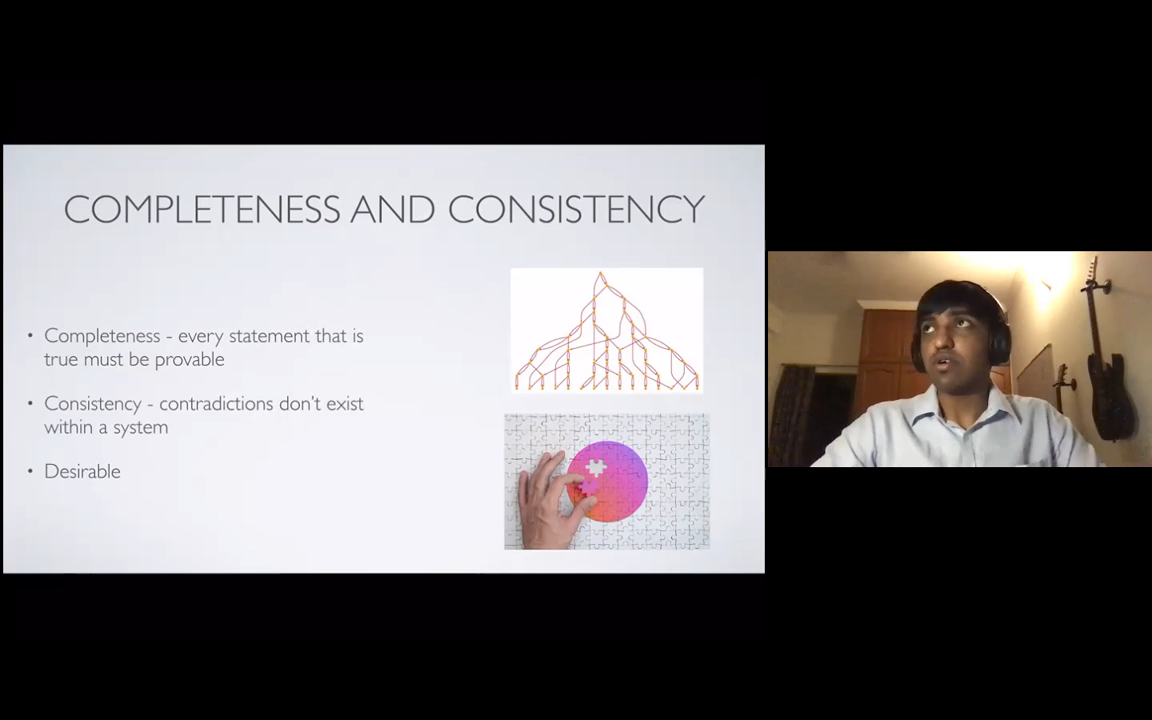 COMPLETENESS AND CONSISTENCY
• Completeness - every statement that is
true must be provable
• Consistency - contradictions don't exist
within a system
• Desirable